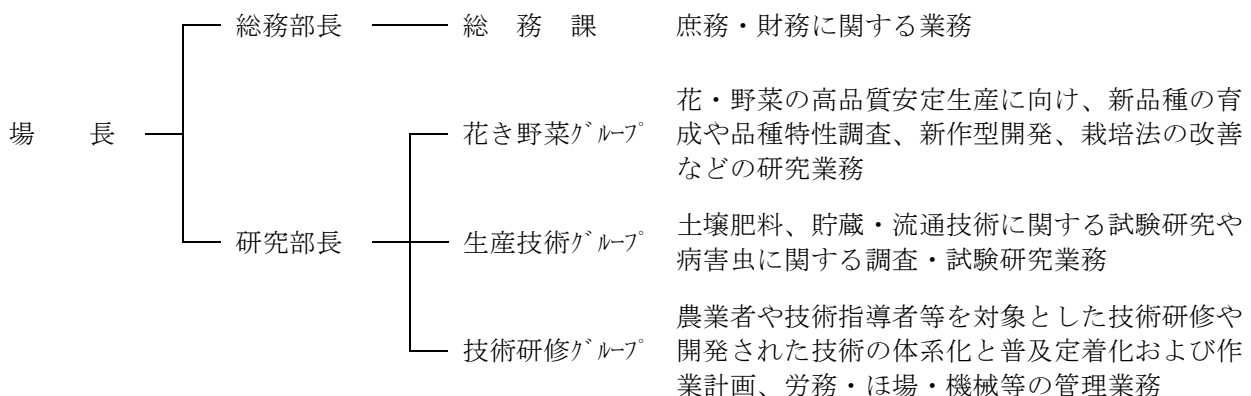 総務部長 総 務 課 庶務・財務に関する業務
場 長
花き野菜グループ
花・野菜の高品質安定生産に向け、新品種の育
成や品種特性調査、新作型開発、栽培法の改善
などの研究業務
研究部長
生産技術グループ
土壌肥料、貯蔵・流通技術に関する試験研究や
病害虫に関する調査・試験研究業務
技術研修グループ
農業者や技術指導者等を対象とした技術研修や
開発された技術の体系化と普及定着化および作
業計画、労務・ほ場・機械等の管理業務